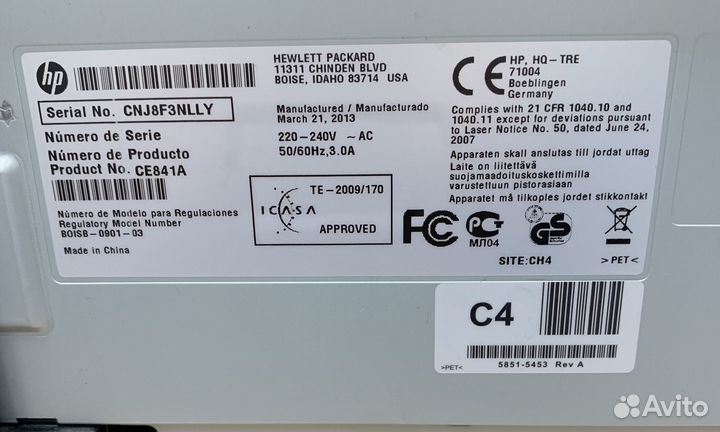 hp
HEWLETT PACKARD
11311 CHINDEN BLVD
BOISE, IDAHO 83714 USA
Serial No. CNJ8F3NLLY
Número de Serie
Número de Producto
Product No. CE841A
Manufactured / Manufacturado
March 21, 2013
220-240V ~ AC
50/60Hz,3.0A
CE
HP, HQ-TRE
71004
Boeblingen
Germany
Complies with 21 CFR 1040.10 and
1040.11 except for deviations pursuant
to Laser Notice No. 50, dated June 24,
2007
Apparaten skall anslutas till jordat uttag
Laite on liitettävä
suojamaadoituskoskettimilla
varustettuun pistorasiaan
Apparatet må tilkoples jordet stikkontakt
Número de Modelo para Regulaciones
Regulatory Model Number
BOISB-0901-03
Made in China
ICASA
TE-2009/170
APPROVED
FC
РСТ
МЛ04
GS
SITE:CH4
>PET<
C4
>PET<
5851-5453 Rev A
Avito